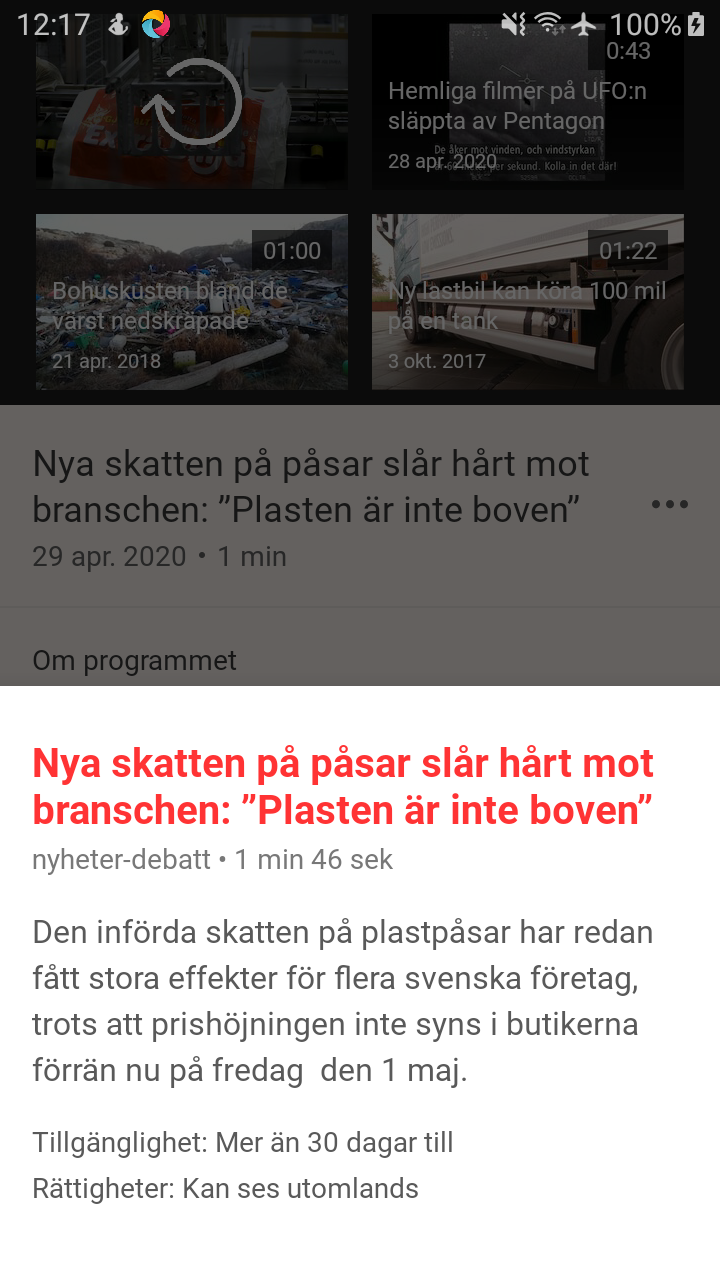 12:17
100%
0:43
Hemliga filmer på UFO:n
släppta av Pentagon
De åker mot vinden, och vindstyrkan
är 60 meter per sekund. Kolla in det där!
28 apr. 2020
01:00
Bohuskusten bland de
värst nedskräpade
21 apr. 2018
01:22
Ny lastbil kan köra 100 mil
på en tank
3 okt. 2017
Nya skatten på påsar slår hårt mot
branschen: ”Plasten är inte boven”
29 apr. 2020 • 1 min
Om programmet
Nya skatten på påsar slår hårt mot
branschen: ”Plasten är inte boven”
nyheter-debatt • 1 min 46 sek
Den införda skatten på plastpåsar har redan
fått stora effekter för flera svenska företag,
trots att prishöjningen inte syns i butikerna
förrän nu på fredag  den 1 maj.
Tillgänglighet: Mer än 30 dagar till
Rättigheter: Kan ses utomlands